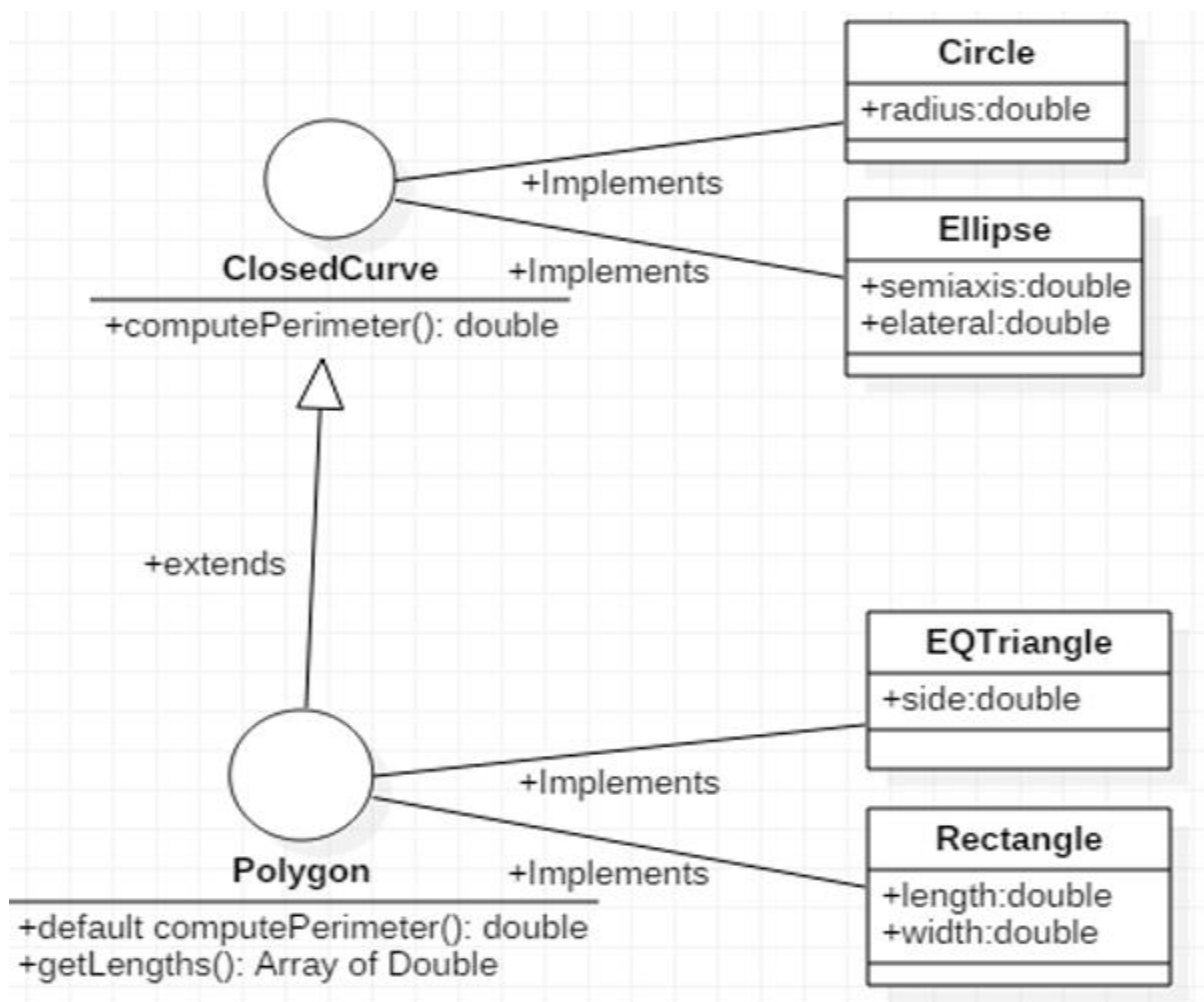 Circle
+radius:double
+Implements
Ellipse
ClosedCurve
+Implements
+semiaxis:double
+elateral:double
+computePerimeter(): double
+extends
EQTriangle
+side:double
+Implements
Rectangle
Polygon
+Implements
+length:double
+width:double
+default computePerimeter(): double
+getLengths(): Array of Double